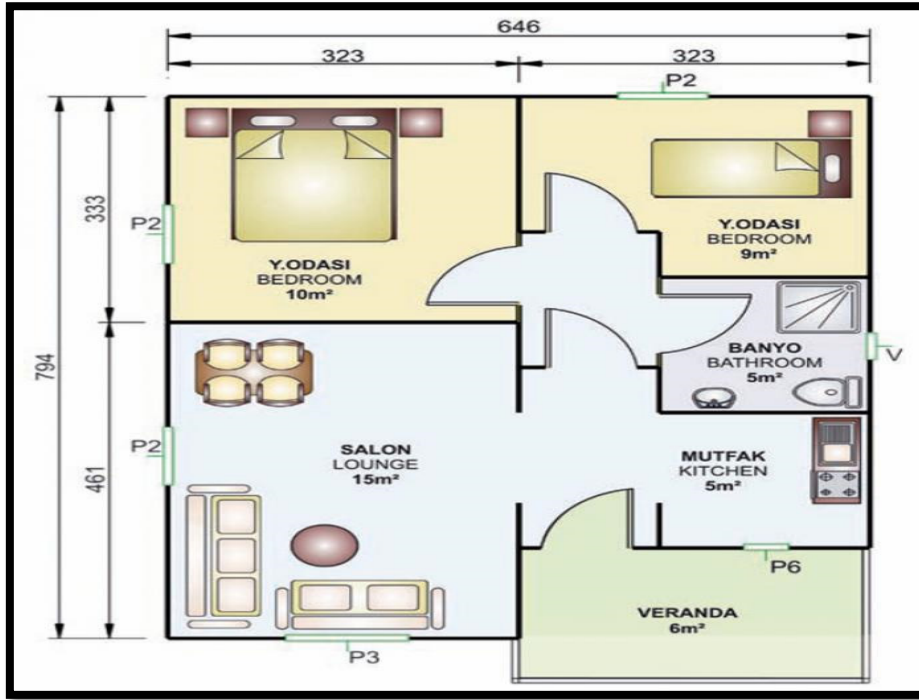 646
323
323
P2
333
P2
Y.ODASI
BEDROOM
9m²
Y.ODASI
BEDROOM
10m²
794
BANYO
BATHROOM
5m²
V
P2
461
SALON
LOUNGE
15m²
MUTFAK
KITCHEN
5m²
P6
VERANDA
6m²
P3